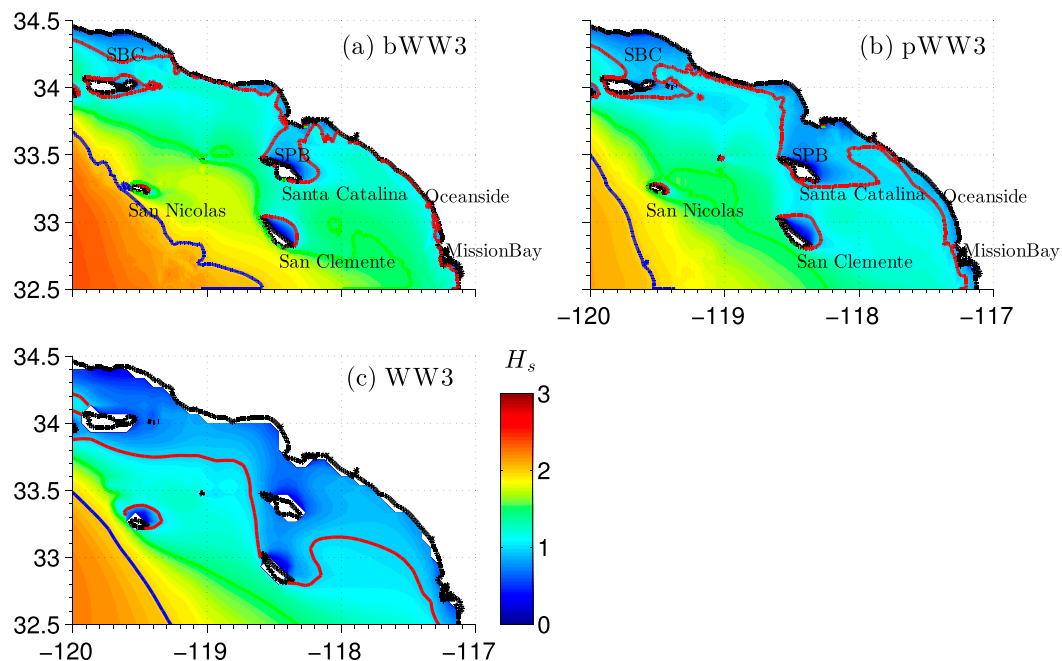 34.5
34
33.5
33
32.5
(a) bWW3
SBC
SPB
Santa Catalina
San Nicolas
San Clemente
Oceanside
MissionBay
(b) pWW3
SBC
SPB
Santa Catalina
San Nicolas
San Clemente
Oceanside
MissionBay
−120 −119 −118 −117
34.5
34
33.5
33
32.5
(c) WW3
−120 −119 −118 −117
H_s
3
2
1
0